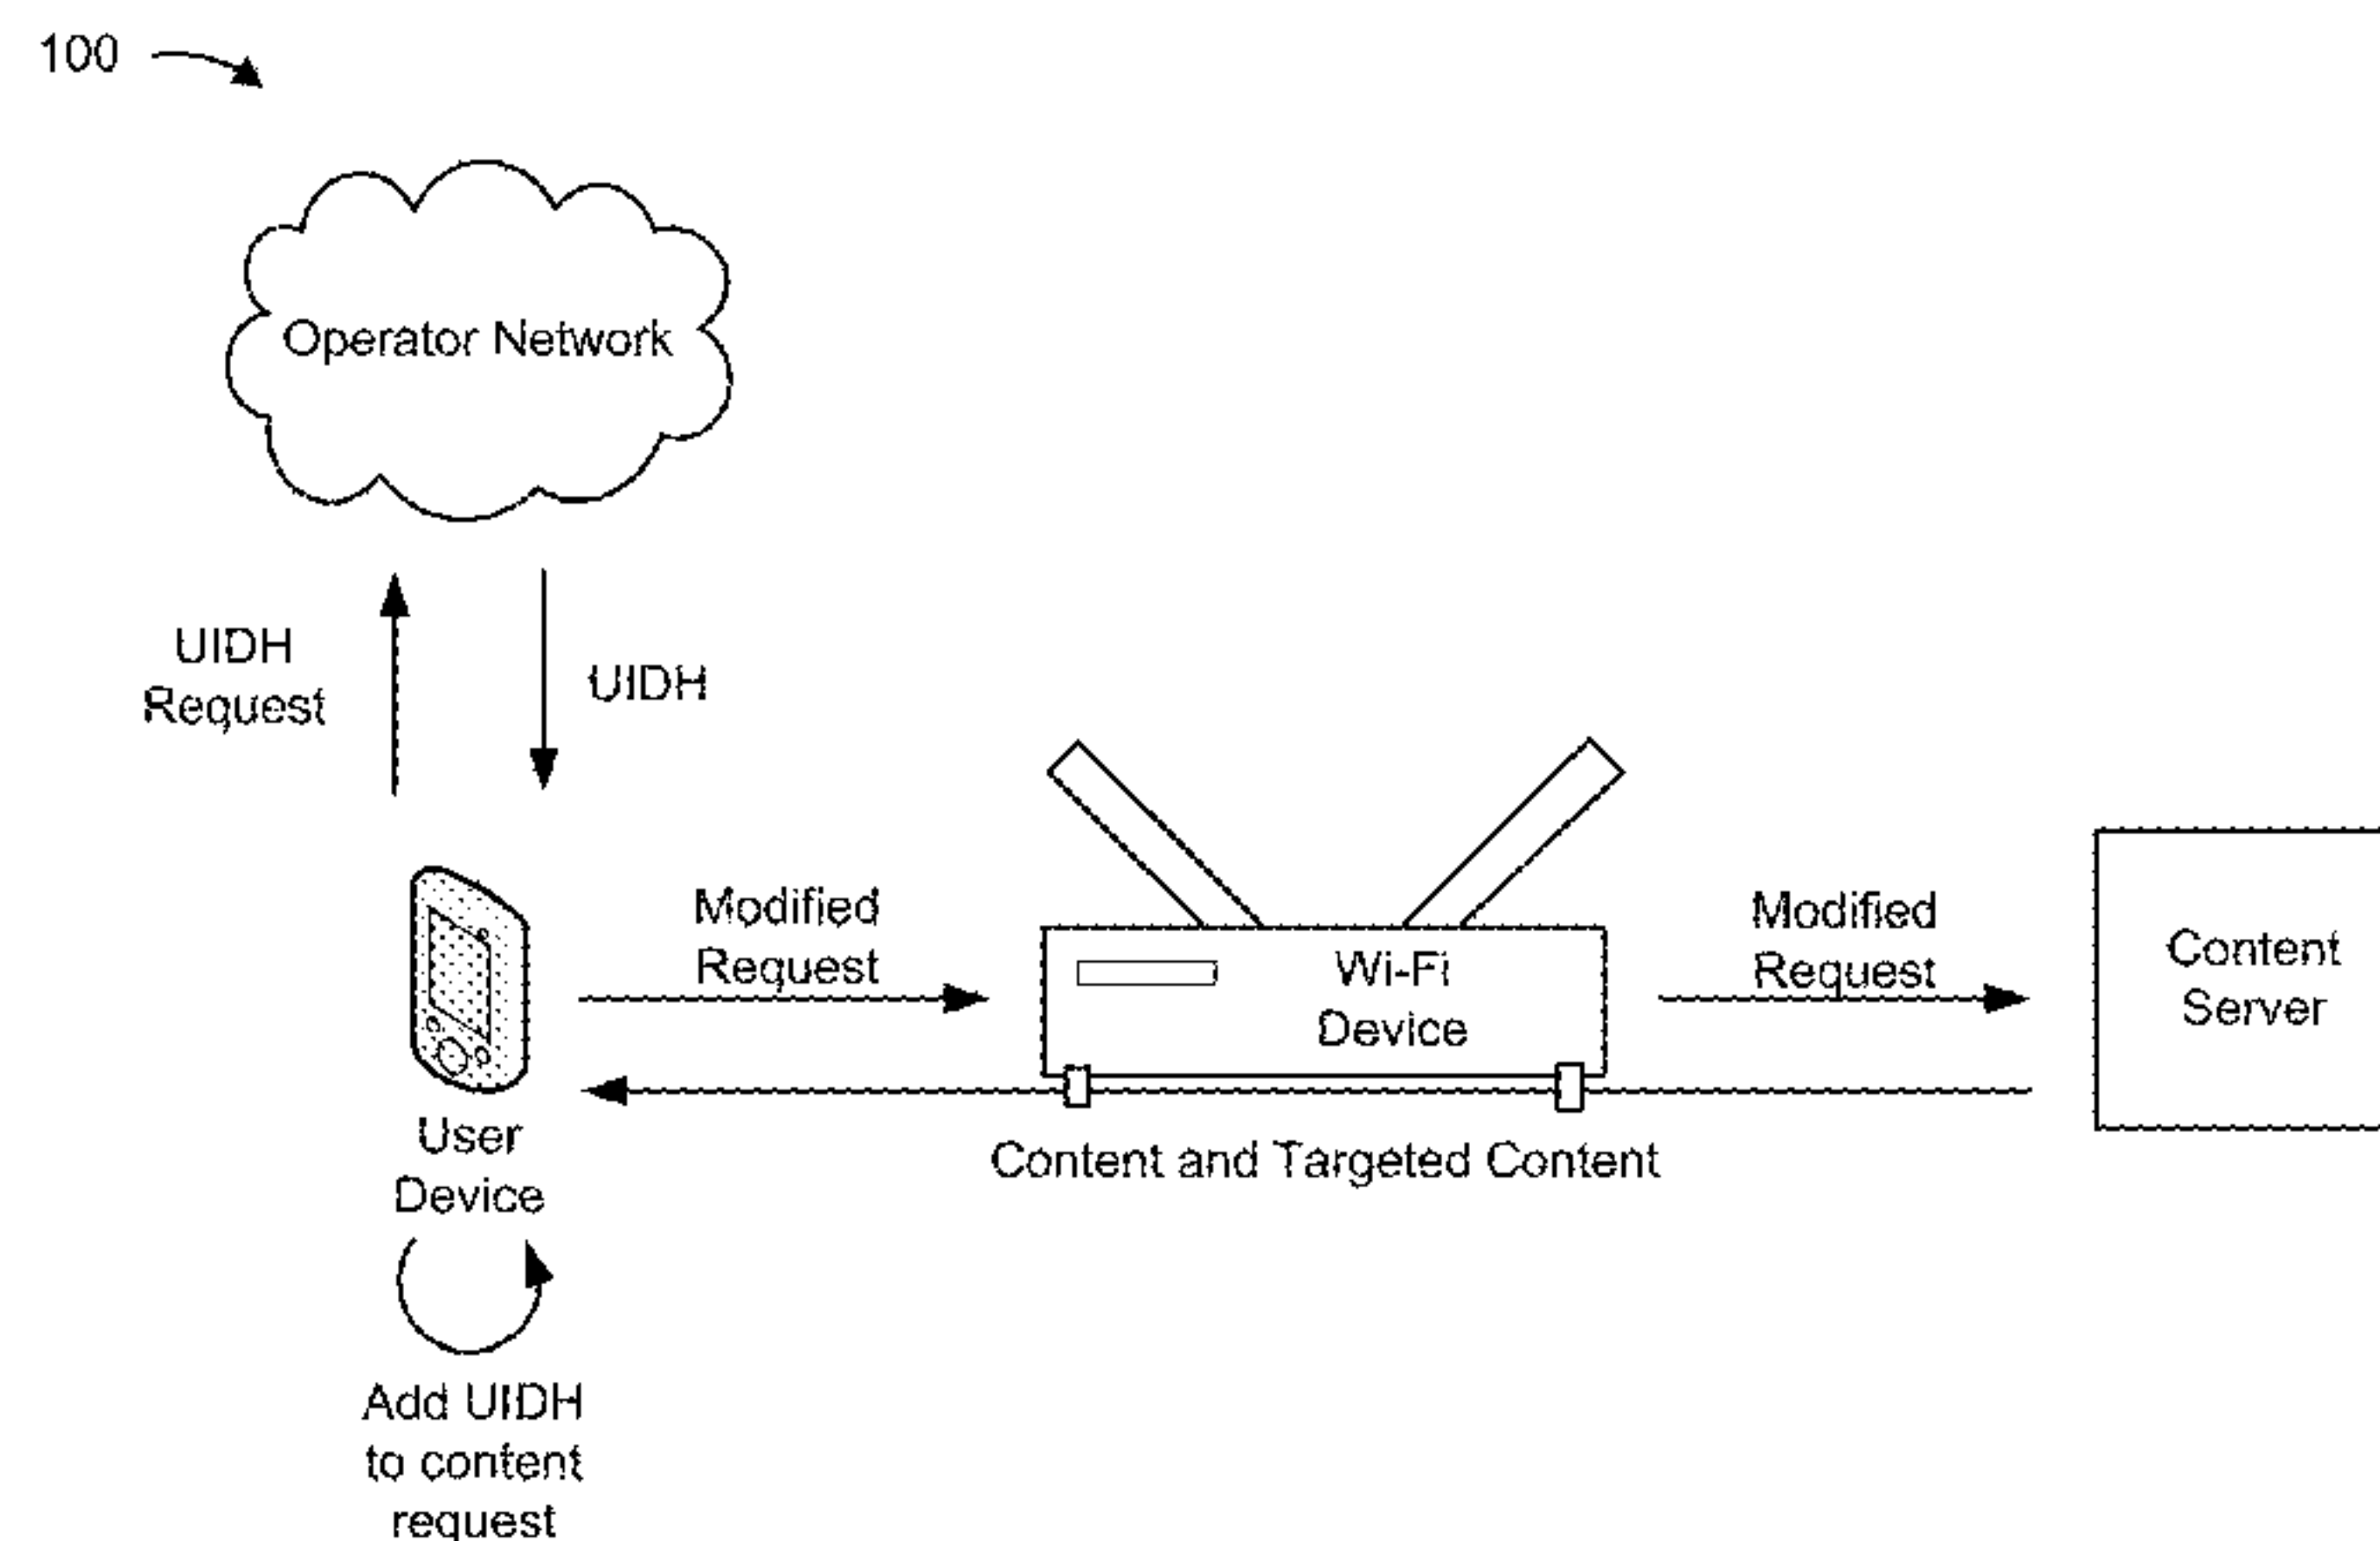 100
Operator Network
UIDH
Request
UIDH
Modified
Request
Wi-Fi
Device
Modified
Request
Content
Server
User
Device
Content and Targeted Content
Add UIDH
to content
request